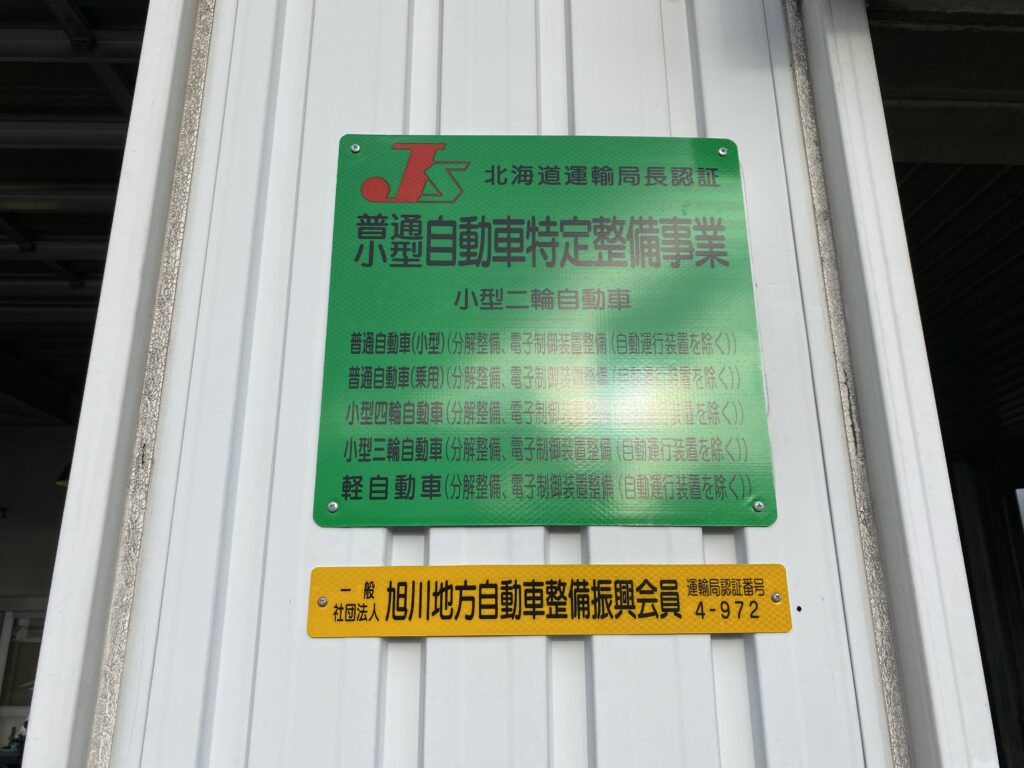 JS 北海道運輸局長認証
普通
小型 自動車特定整備事業
小型二輪自動車
普通自動車(小型)(分解整備、電子制御装置整備(自動運行装置を除く))
普通自動車(乗用)(分解整備、電子制御装置整備(自動運行装置を除く))
小型四輪自動車(分解整備、電子制御装置整備(自動運行装置を除く))
小型三輪自動車(分解整備、電子制御装置整備(自動運行装置を除く))
軽自動車(分解整備、電子制御装置整備(自動運行装置を除く))
一般
社団法人 旭川地方自動車整備振興会員
運輸局認証番号
4-972